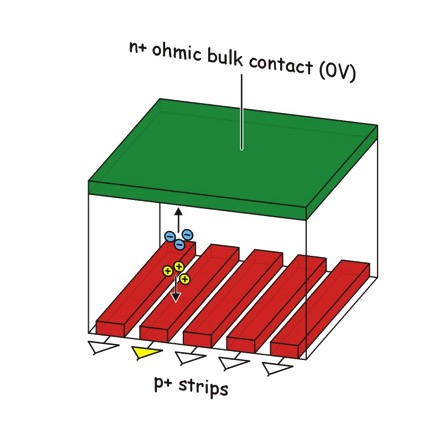 n+ ohmic bulk contact (0V)
p+ strips